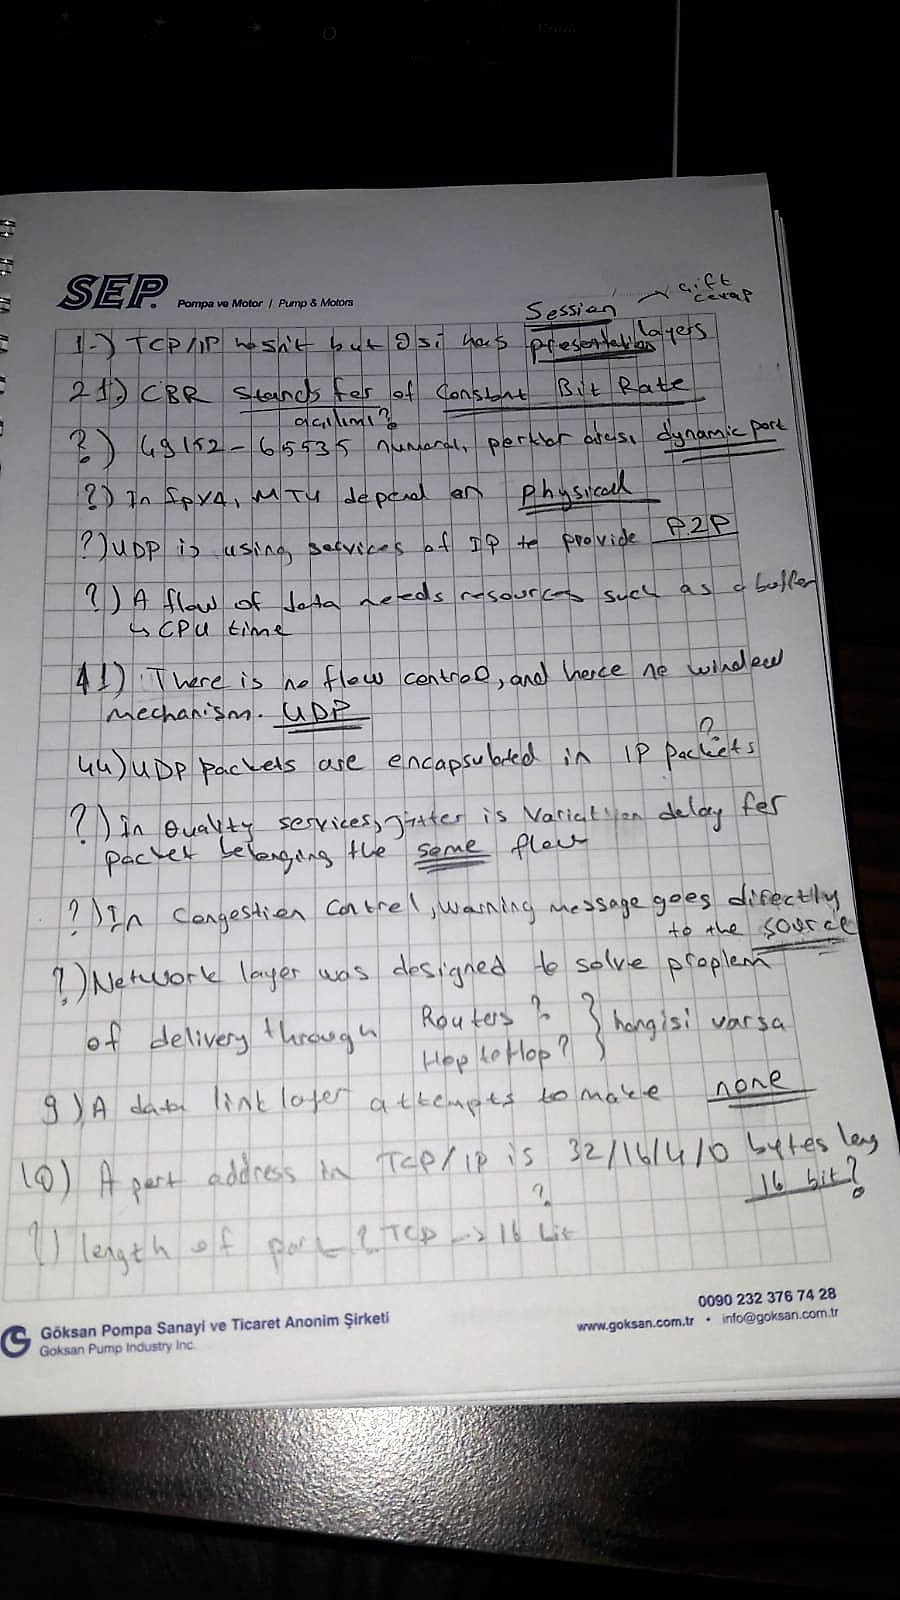 SEP. Pompa ve Motor / Pump & Motors
Session çift cevap
1-) TCP/IP hasn't but Osi has presentation layers
21) CBR stands for of Constant Bit Rate
açılımı?
?) 49152-65535 numaralı portlar arası dynamic port
?) In IpV4, MTU depend on physical
?) UDP is using services of IP to provide P2P
?) A flow of data needs resources such as a buffer
↳ CPU time
41) There is no flow control, and hence no window
mechanism. UDP
?
44) UDP packets are encapsulated in IP packets
?) In Quality services, jitter is Variation delay for
packet belonging the same flow
?) In Congestion Control, warning message goes directly
to the source
?) Network layer was designed to solve proplem
of delivery through Routers ? } hangisi varsa
Hop to Hop?
9) A data link layer attempts to make none
10) A port address in TCP/IP is 32/16/4/0 bytes long
? 16 bit?
?) length of port ? TCP -> 16 bit
0090 232 376 74 28
Göksan Pompa Sanayi ve Ticaret Anonim Şirketi www.goksan.com.tr • info@goksan.com.tr
Goksan Pump Industry Inc.